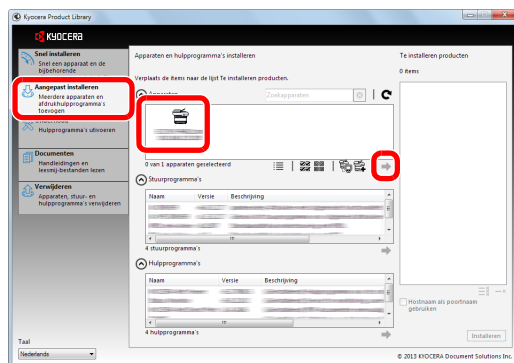 Kyocera Product Library
KYOCERA
Snel installeren
Snel een apparaat en de
bijbehorende
Aangepast installeren
Meerdere apparaten en
afdrukhulpprogramma's
toevogen
Hulpprogramma's uitvoeren
Documenten
Handleidingen en
leesmij-bestanden lezen
Verwijderen
Apparaten, stuur- en
hulpprogramma's verwijderen
Taal
Nederlands
Apparaten en hulpprogramma's installeren
Verplaats de items naar de lijst Te installeren producten.
Apparaten
Zoekapparaten
0 van 1 apparaten geselecteerd
Stuurprogramma's
Naam Versie Beschrijving
4 stuurprogramma's
Hulpprogramma's
Naam Versie Beschrijving
4 hulpprogramma's
Te installeren producten
0 items
Hostnaam als poortnaam
gebruiken
Installeren
© 2013 KYOCERA Document Solutions Inc.